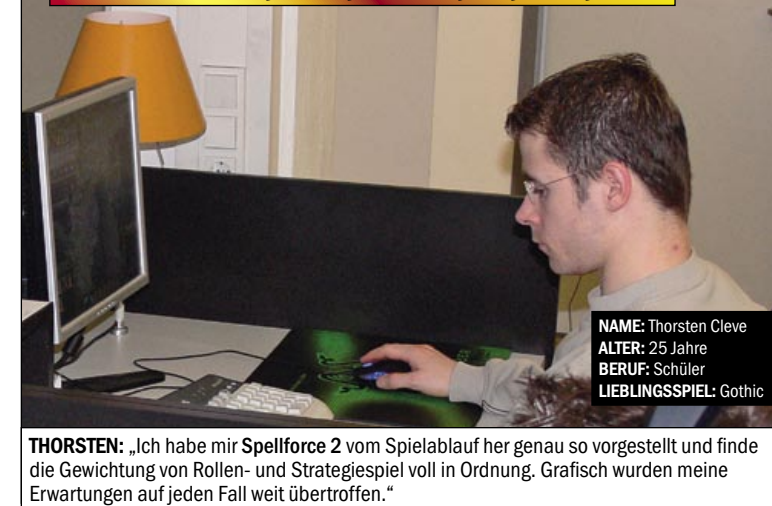 NAME: Thorsten Cleve
ALTER: 25 Jahre
BERUF: Schüler
LIEBLINGSSPIEL: Gothic
THORSTEN: „Ich habe mir Spellforce 2 vom Spielablauf her genau so vorgestellt und finde
die Gewichtung von Rollen- und Strategiespiel voll in Ordnung. Grafisch wurden meine
Erwartungen auf jeden Fall weit übertroffen.“